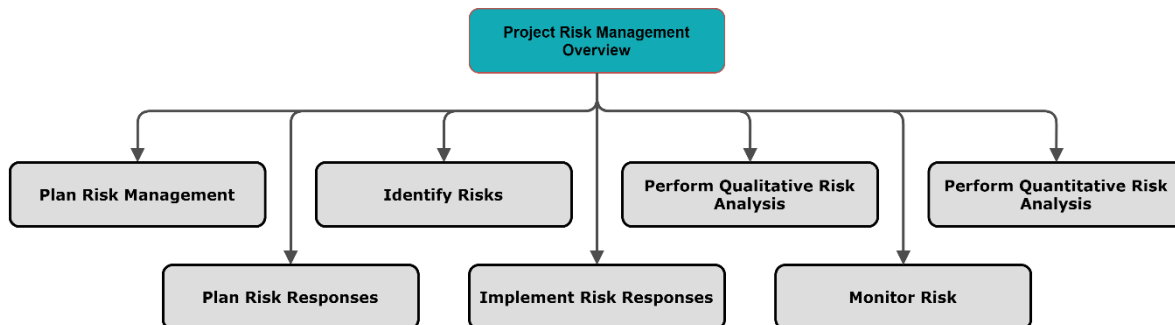 Project Risk Management
Overview
Plan Risk Management
Identify Risks
Perform Qualitative Risk
Analysis
Perform Quantitative Risk
Analysis
Plan Risk Responses
Implement Risk Responses
Monitor Risk